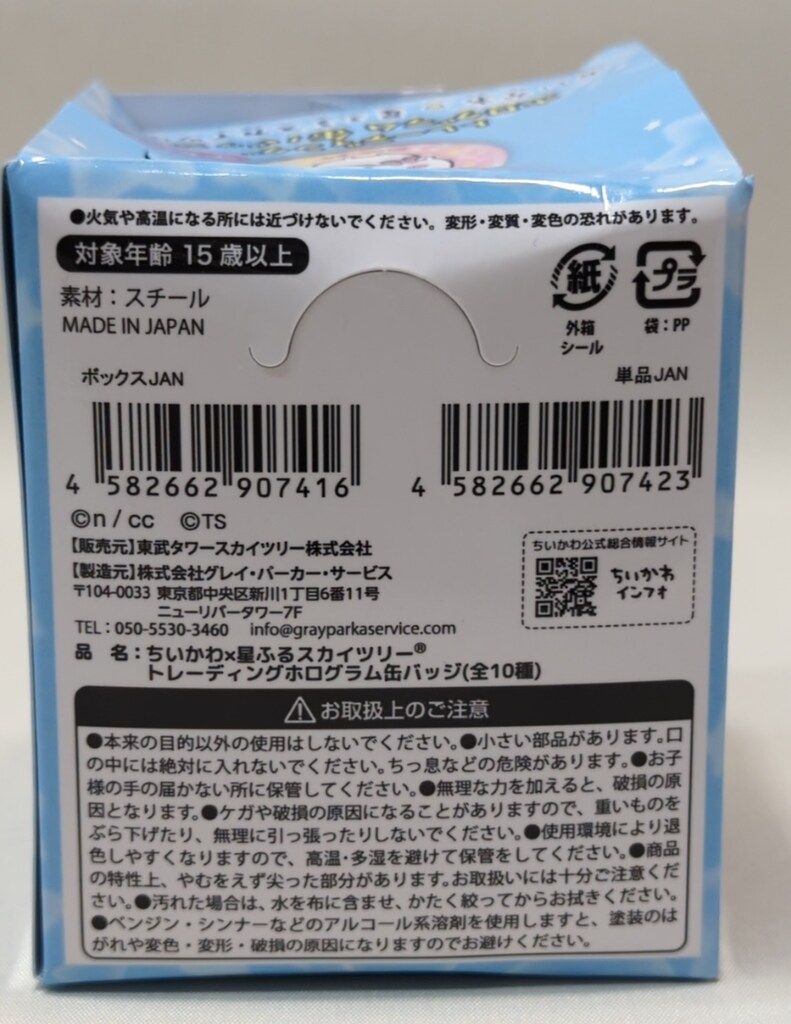 ●火気や高温になる所には近づけないでください。変形・変質・変色の恐れがあります。
対象年齢 15歳以上
素材：スチール
MADE IN JAPAN
紙
外箱
シール
プラ
袋：PP
ボックスJAN
単品JAN
4 582662 907416
4 582662 907423
©n / cc ©TS
【販売元】東武タワースカイツリー株式会社
【製造元】株式会社グレイ・パーカー・サービス
〒104-0033 東京都中央区新川1丁目6番11号
ニューリバータワー7F
TEL：050-5530-3460 info@grayparkaservice.com
ちいかわ公式総合情報サイト
ちいかわ
インフォ
品 名：ちいかわ×星ふるスカイツリー®
トレーディングホログラム缶バッジ(全10種)
⚠お取扱上のご注意
●本来の目的以外の使用はしないでください。●小さい部品があります。口
の中には絶対に入れないでください。ちっ息などの危険があります。●お子
様の手の届かない所に保管してください。●無理な力を加えると、破損の原
因となります。●ケガや破損の原因になることがありますので、重いものを
ぶら下げたり、無理に引っ張ったりしないでください。●使用環境により退
色しやすくなりますので、高温・多湿を避けて保管をしてください。●商品
の特性上、やむをえず尖った部分があります。お取扱いには十分ご注意くだ
さい。●汚れた場合は、水を布に含ませ、かたく絞ってからお拭きください。
●ベンジン・シンナーなどのアルコール系溶剤を使用しますと、塗装のは
がれや変色・変形・破損の原因になりますのでお避けください。